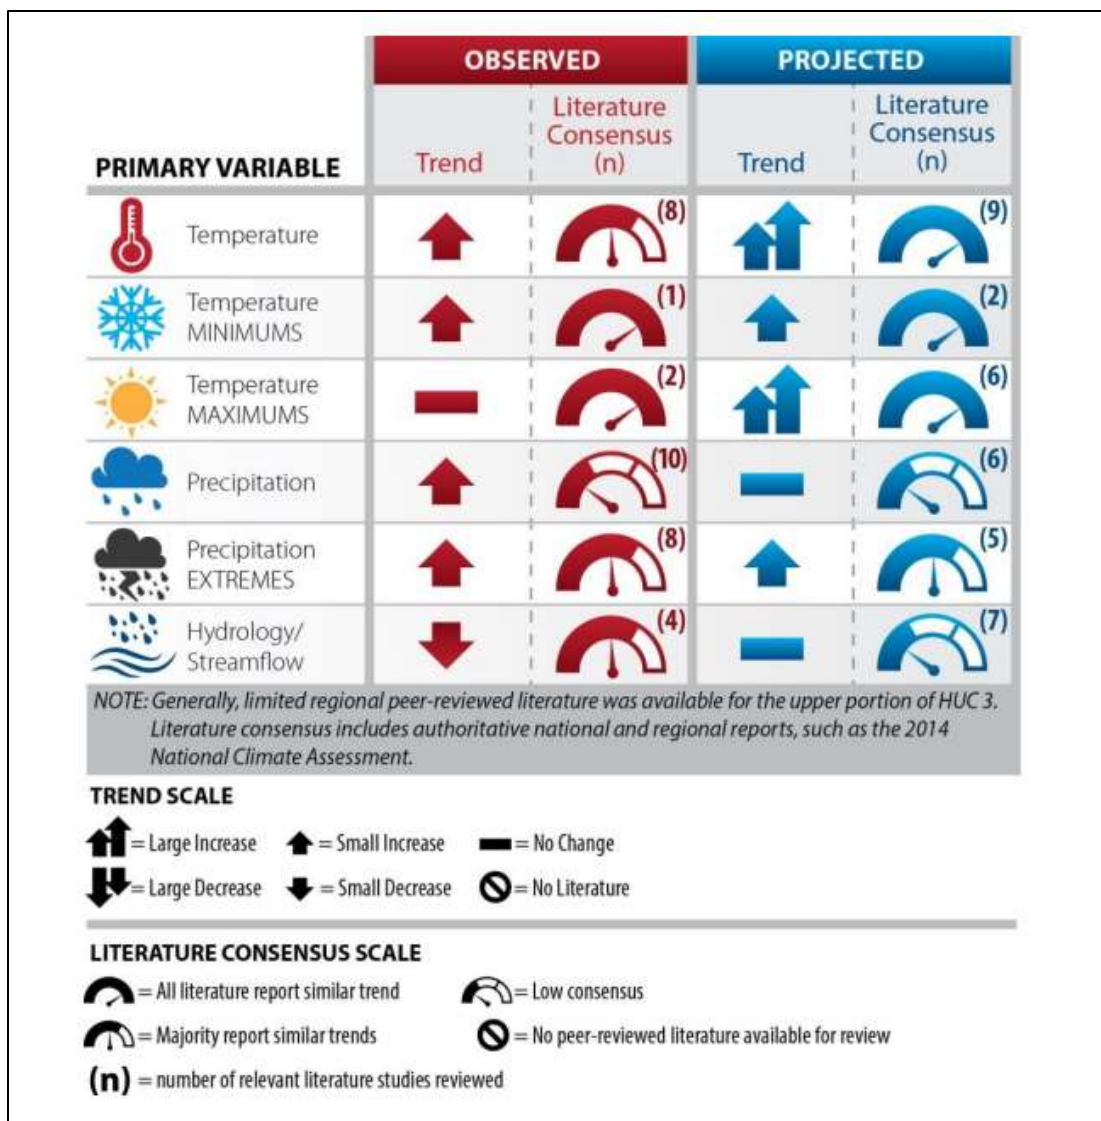 OBSERVED PROJECTED
Literature Literature
Consensus Consensus
PRIMARY VARIABLE Trend (n) Trend (n)
Temperature (8) (9)
Temperature (1) (2)
MINIMUMS
Temperature (2) (6)
MAXIMUMS
Precipitation (10) (6)
Precipitation (8) (5)
EXTREMES
Hydrology/ (4) (7)
Streamflow
NOTE: Generally, limited regional peer-reviewed literature was available for the upper portion of HUC 3.
Literature consensus includes authoritative national and regional reports, such as the 2014
National Climate Assessment.
TREND SCALE
= Large Increase = Small Increase = No Change
= Large Decrease = Small Decrease = No Literature
LITERATURE CONSENSUS SCALE
= All literature report similar trend = Low consensus
= Majority report similar trends = No peer-reviewed literature available for review
(n) = number of relevant literature studies reviewed